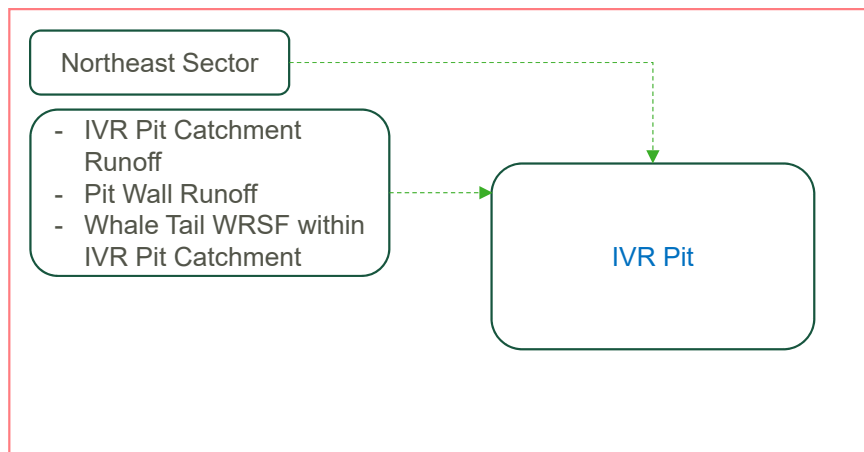 Northeast Sector
- IVR Pit Catchment
Runoff
- Pit Wall Runoff
- Whale Tail WRSF within
IVR Pit Catchment
IVR Pit